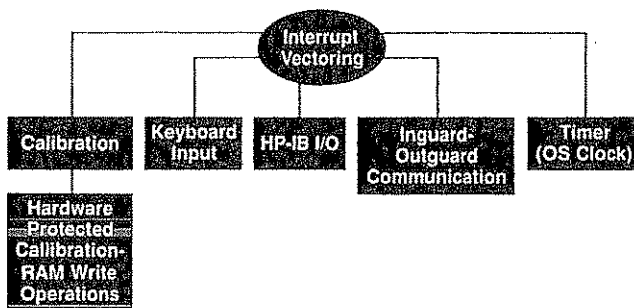 Interrupt
Vectoring
Calibration
Keyboard
Input
HP-IB I/O
Inguard-
Outguard
Communication
Timer
(OS Clock)
Hardware
Protected
Callibration-
RAM Write
Operations